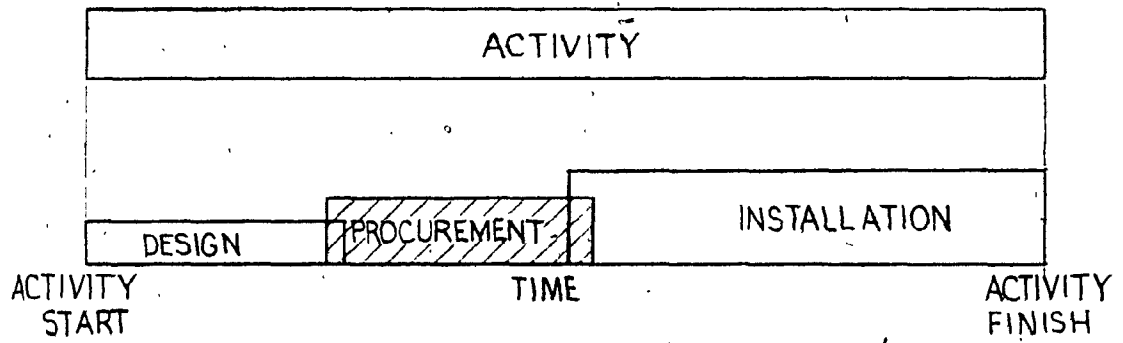 ACTIVITY
DESIGN
PROCUREMENT
INSTALLATION
ACTIVITY
START
TIME
ACTIVITY
FINISH